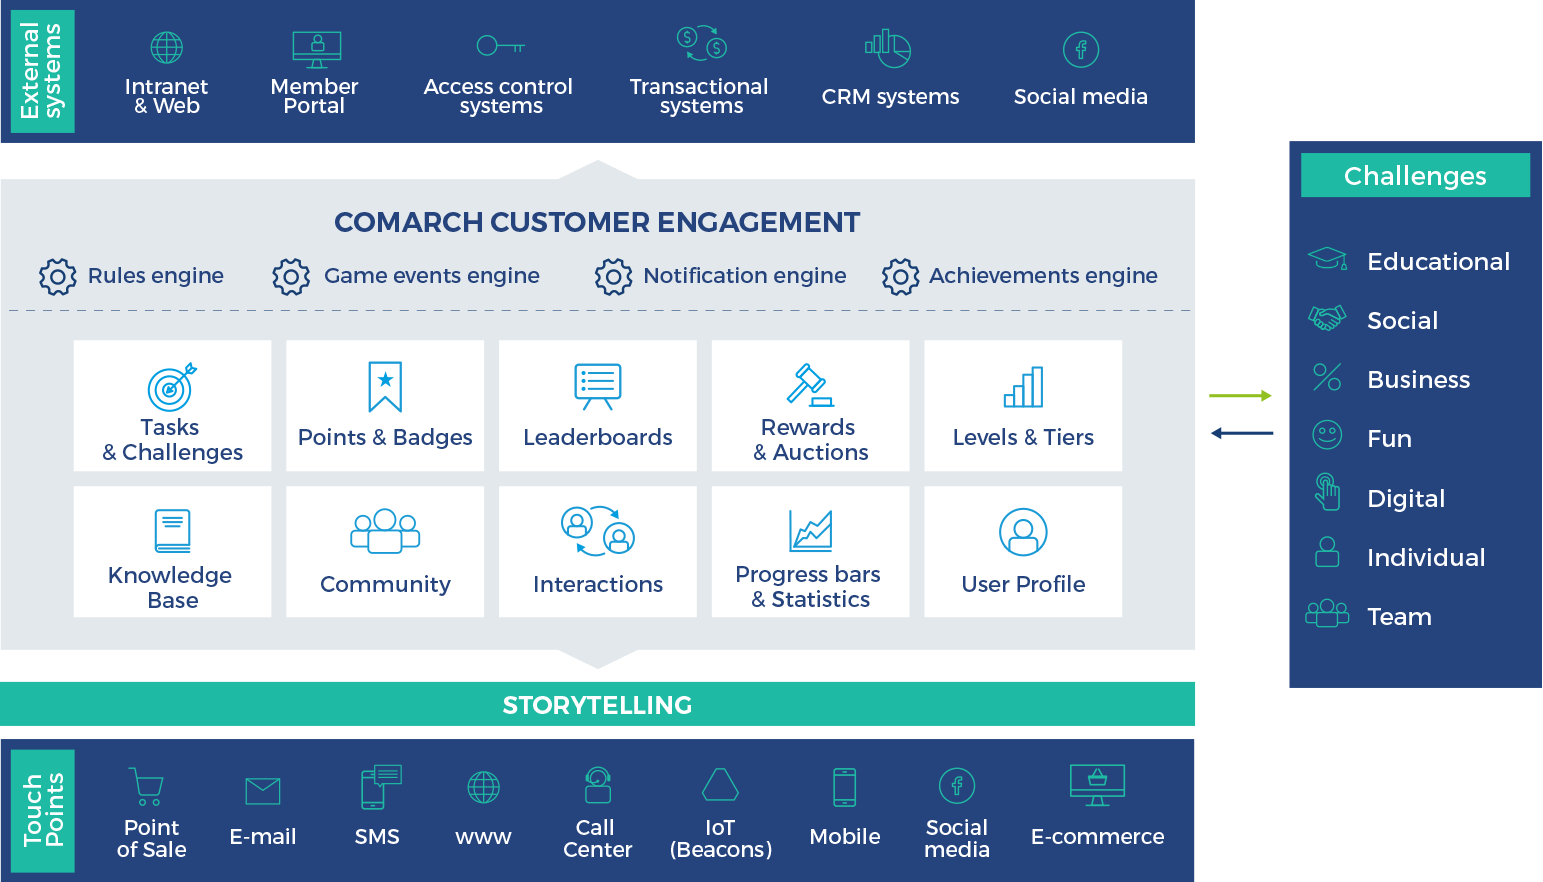 External
systems
Intranet
& Web
Member
Portal
Access control
systems
Transactional
systems
CRM systems
Social media
COMARCH CUSTOMER ENGAGEMENT
Rules engine
Game events engine
Notification engine
Achievements engine
Tasks
& Challenges
Points & Badges
Leaderboards
Rewards
& Auctions
Levels & Tiers
Knowledge
Base
Community
Interactions
Progress bars
& Statistics
User Profile
Challenges
Educational
Social
Business
Fun
Digital
Individual
Team
STORYTELLING
Touch
Points
Point
of Sale
E-mail
SMS
www
Call
Center
IoT
(Beacons)
Mobile
Social
media
E-commerce